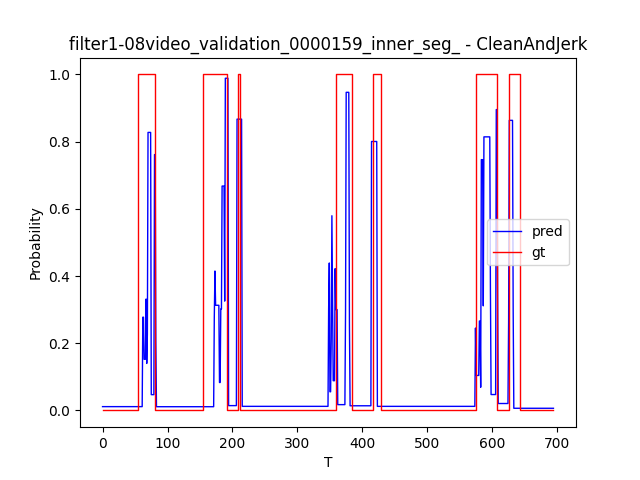 filter1-08video_validation_0000159_inner_seg_ - CleanAndJerk
1.0
0.8
0.6
0.4
0.2
0.0
Probability
pred
gt
0 100 200 300 400 500 600 700
T